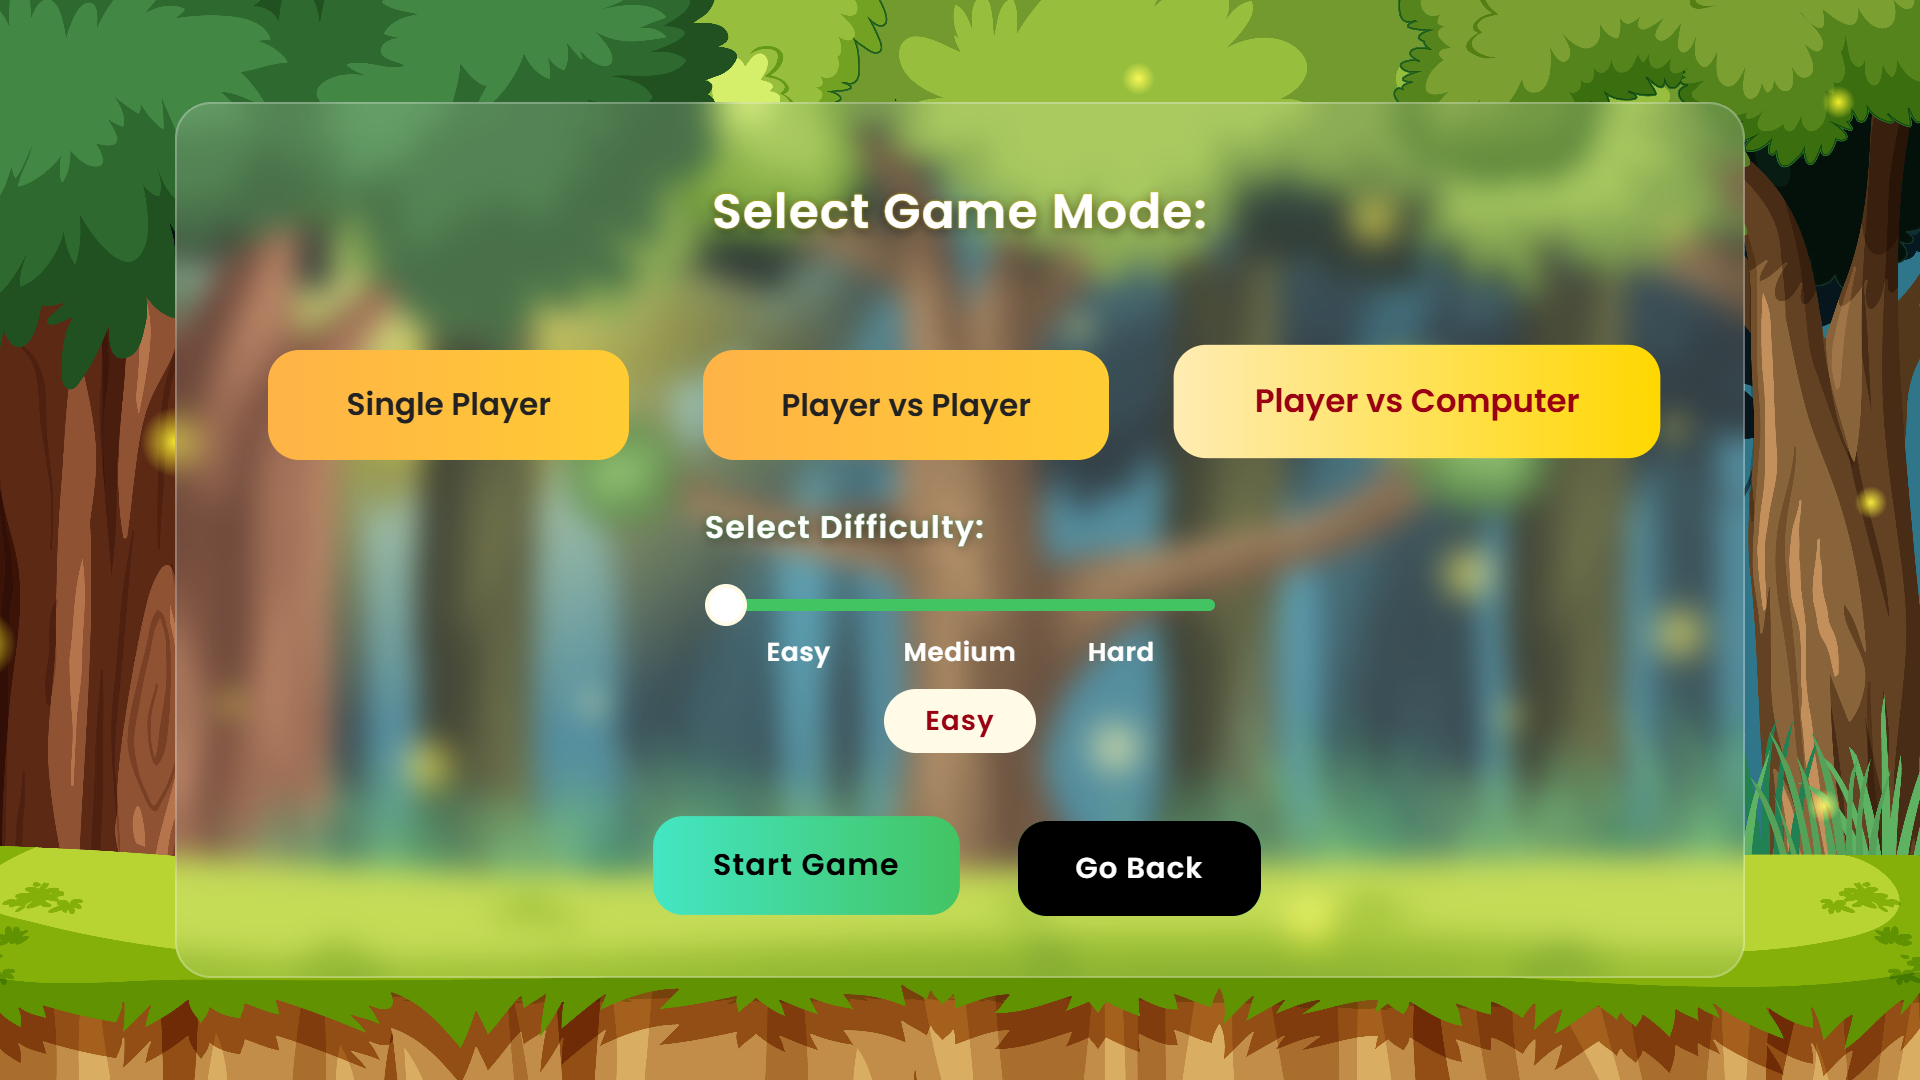 Select Game Mode:
Single Player
Player vs Player
Player vs Computer
Select Difficulty:
Easy Medium Hard
Easy
Start Game
Go Back